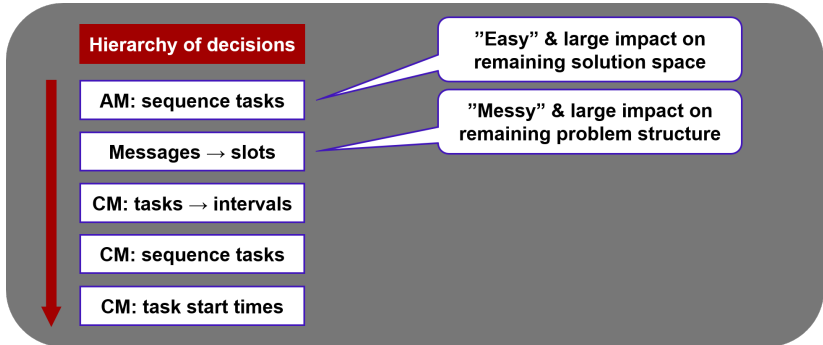 Hierarchy of decisions
AM: sequence tasks
Messages → slots
CM: tasks → intervals
CM: sequence tasks
CM: task start times
”Easy” & large impact on
remaining solution space
”Messy” & large impact on
remaining problem structure